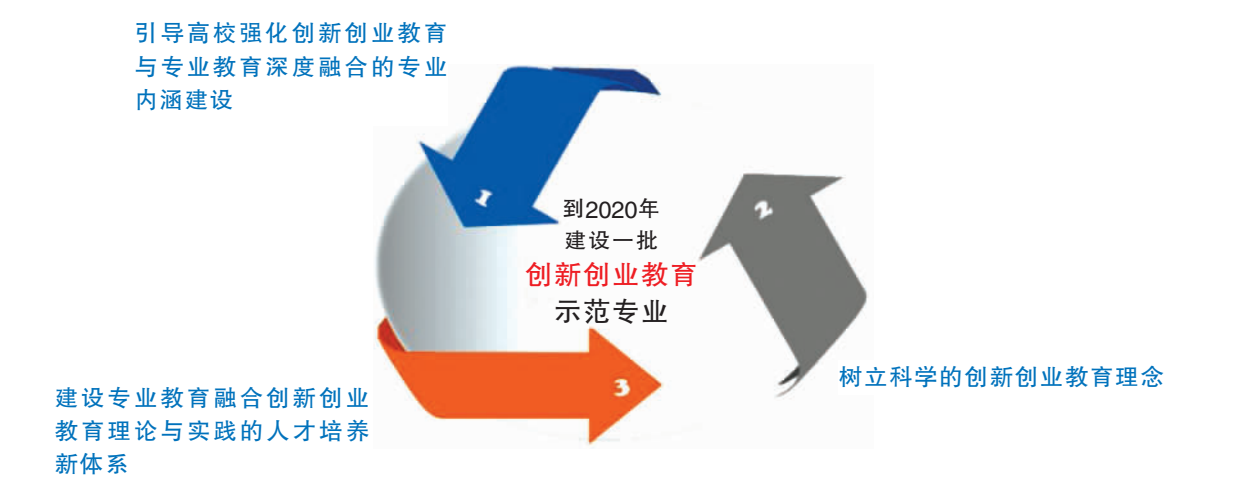 引导高校强化创新创业教育
与专业教育深度融合的专业
内涵建设
1
2
到2020年
建设一批
创新创业教育
示范专业
3
树立科学的创新创业教育理念
建设专业教育融合创新创业
教育理论与实践的人才培养
新体系